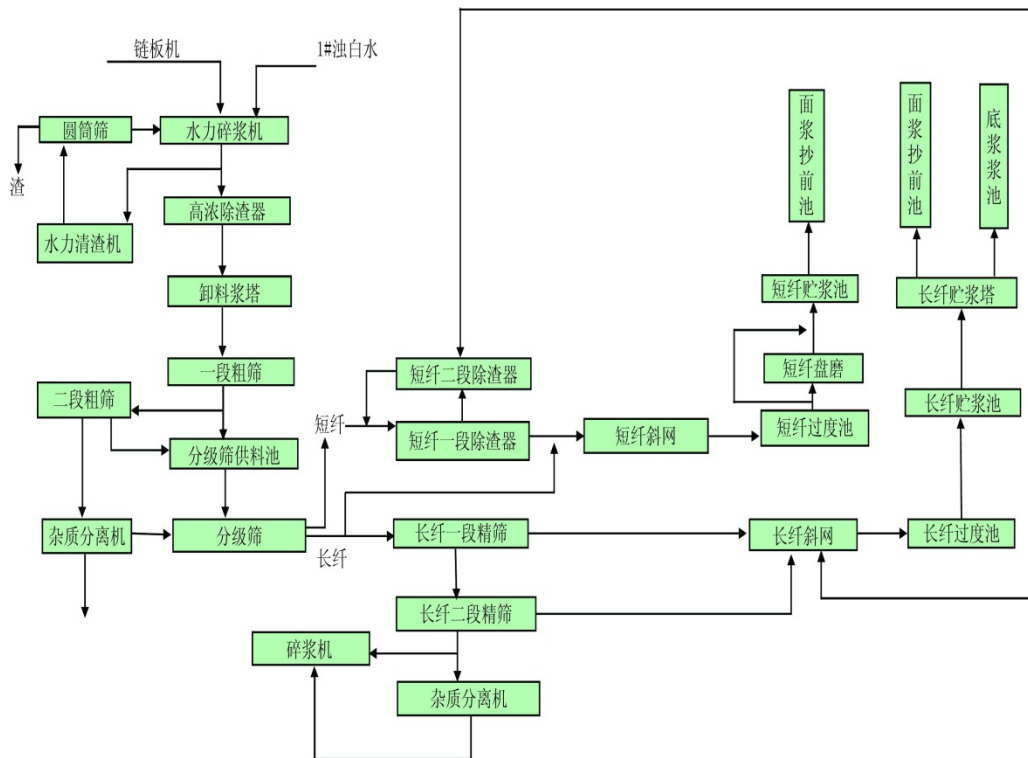 链板机
1#浊白水
圆筒筛
水力碎浆机
渣
水力清渣机
高浓除渣器
卸料浆塔
一段粗筛
二段粗筛
分级筛供料池
杂质分离机
分级筛
短纤
长纤
短纤二段除渣器
短纤一段除渣器
短纤斜网
短纤过度池
短纤盘磨
短纤贮浆池
面浆抄前池
面浆抄前池
底浆浆池
长纤贮浆塔
长纤贮浆池
长纤一段精筛
长纤斜网
长纤过度池
长纤二段精筛
碎浆机
杂质分离机